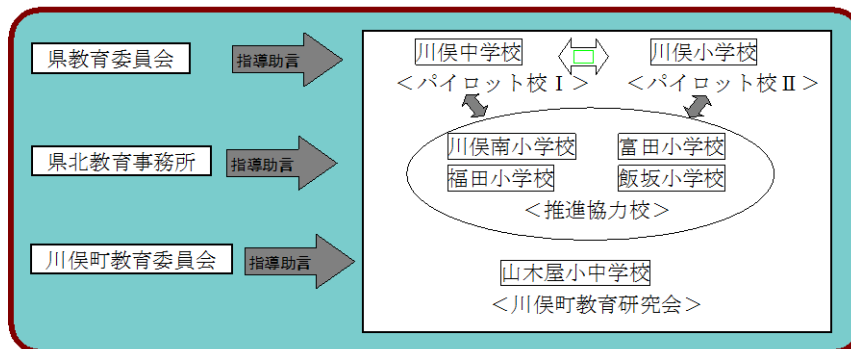 県教育委員会
指導助言
県北教育事務所
指導助言
川俣町教育委員会
指導助言
川俣中学校
川俣小学校
＜パイロット校Ⅰ＞
＜パイロット校Ⅱ＞
川俣南小学校
富田小学校
福田小学校
飯坂小学校
＜推進協力校＞
山木屋小中学校
＜川俣町教育研究会＞